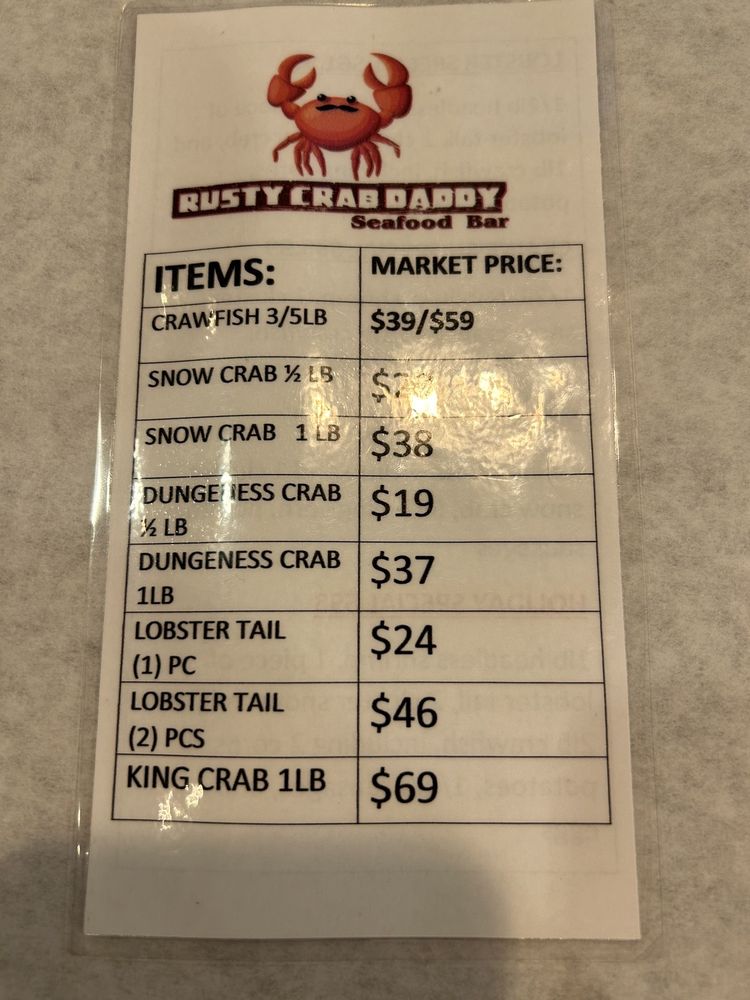 RUSTY CRAB DADDY
Seafood Bar
ITEMS: MARKET PRICE:
CRAWFISH 3/5LB $39/$59
SNOW CRAB ½ LB
SNOW CRAB 1 LB $38
DUNGENESS CRAB
½ LB $19
DUNGENESS CRAB
1LB $37
LOBSTER TAIL
(1) PC $24
LOBSTER TAIL
(2) PCS $46
KING CRAB 1LB $69